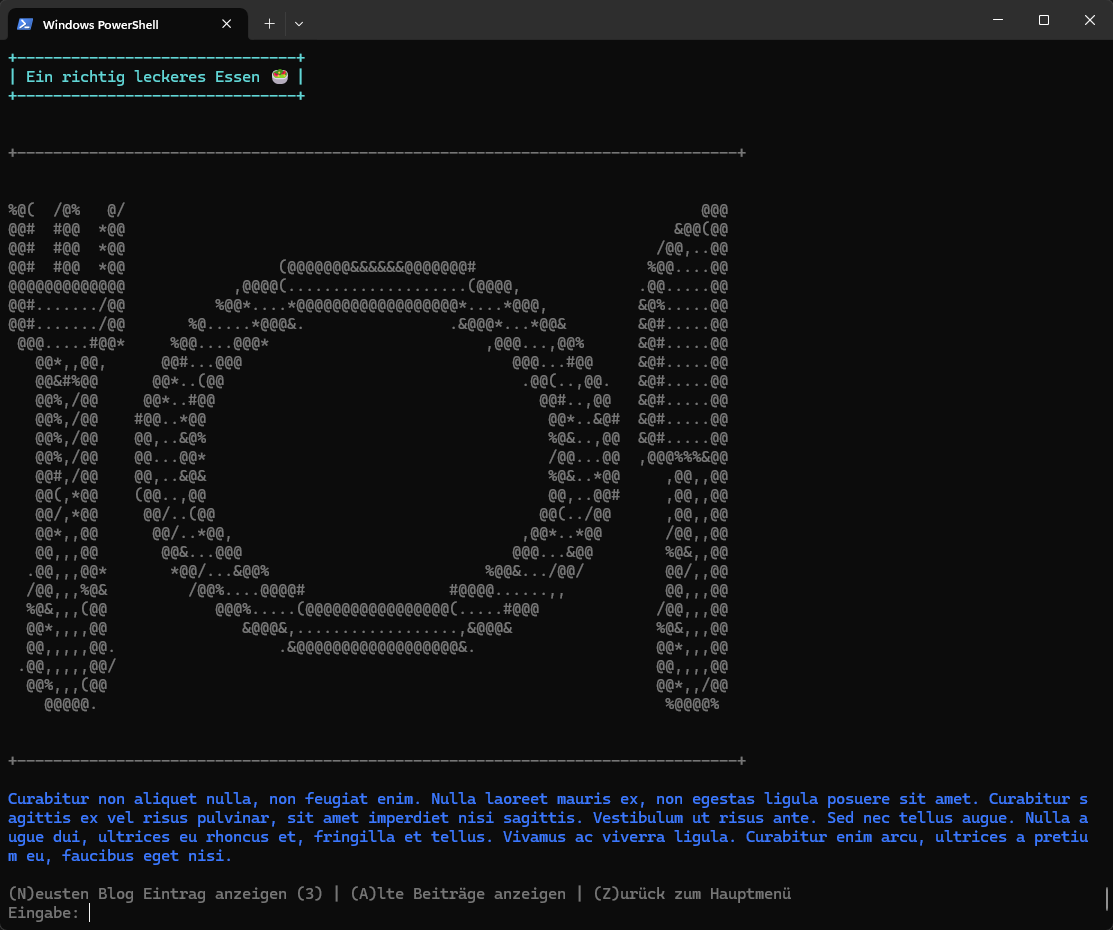 Windows PowerShell
Ein richtig leckeres Essen 🥗
Curabitur non aliquet nulla, non feugiat enim. Nulla laoreet mauris ex, non egestas ligula posuere sit amet. Curabitur s
agittis ex vel risus pulvinar, sit amet imperdiet nisi sagittis. Vestibulum ut risus ante. Sed nec tellus augue. Nulla a
ugue dui, ultrices eu rhoncus et, fringilla et tellus. Vivamus ac viverra ligula. Curabitur enim arcu, ultrices a pretiu
m eu, faucibus eget nisi.
(N)eusten Blog Eintrag anzeigen (3) | (A)lte Beiträge anzeigen | (Z)urück zum Hauptmenü
Eingabe: